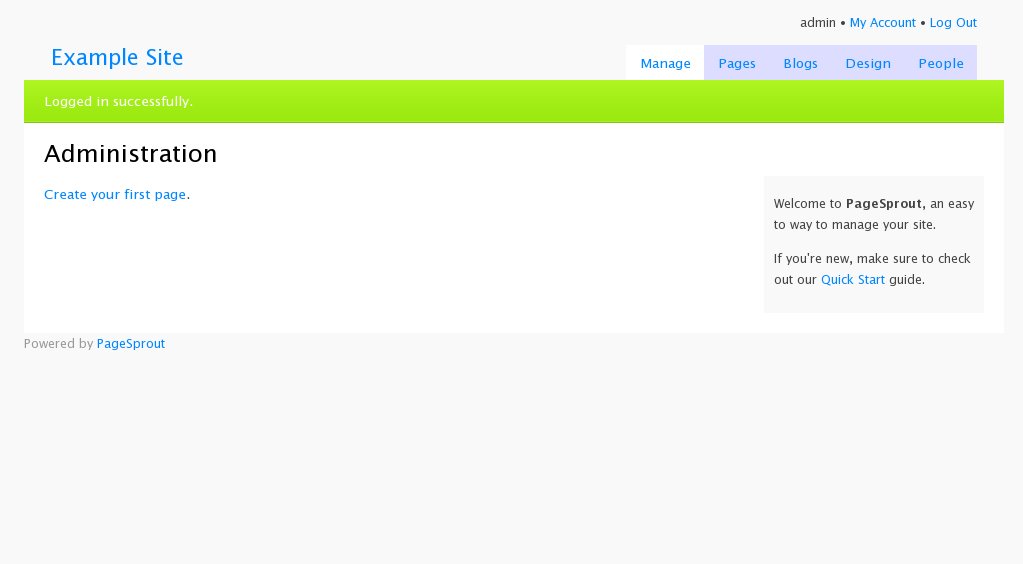 admin • My Account • Log Out
Example Site
Manage Pages Blogs Design People
Logged in successfully.
Administration
Create your first page.
Welcome to PageSprout, an easy
to way to manage your site.
If you're new, make sure to check
out our Quick Start guide.
Powered by PageSprout